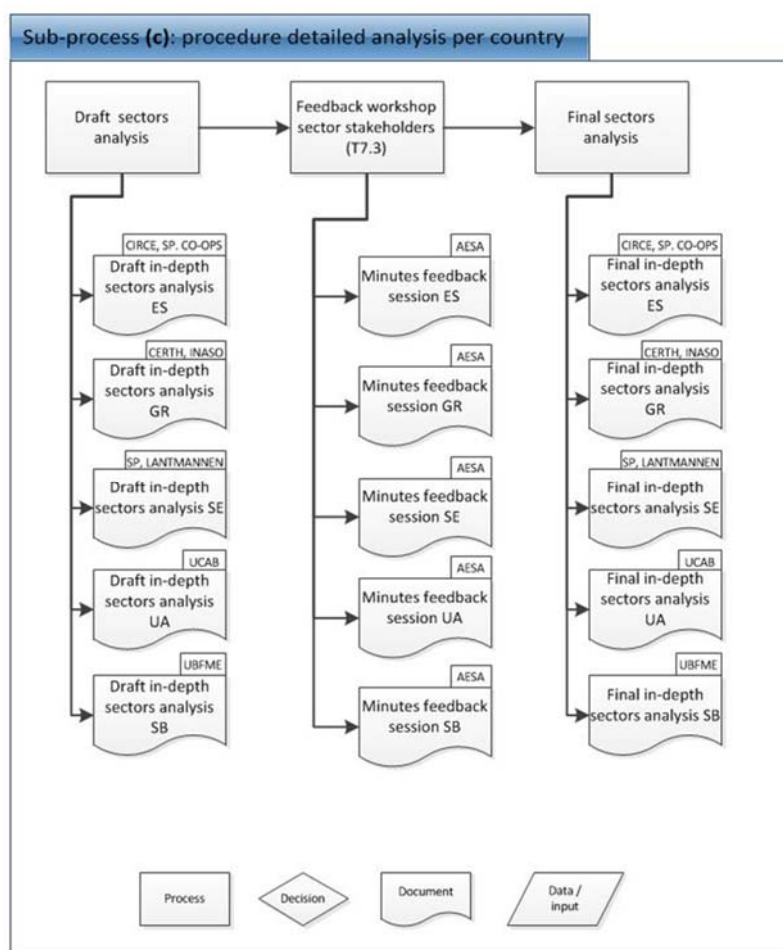 Sub-process (c): procedure detailed analysis per country
Draft sectors
analysis
Feedback workshop
sector stakeholders
(T7.3)
Final sectors
analysis
CIRCE, SP. CO-OPS
Draft in-depth
sectors analysis
ES
CERTH, INASO
Draft in-depth
sectors analysis
GR
SP, LANTMANNEN
Draft in-depth
sectors analysis SE
UCAB
Draft in-depth
sectors analysis
UA
UBFME
Draft in-depth
sectors analysis
SB
AESA
Minutes feedback
session ES
AESA
Minutes feedback
session GR
AESA
Minutes feedback
session SE
AESA
Minutes feedback
session UA
AESA
Minutes feedback
session SB
CIRCE, SP. CO-OPS
Final in-depth
sectors analysis
ES
CERTH, INASO
Final in-depth
sectors analysis
GR
SP, LANTMANNEN
Final in-depth
sectors analysis SE
UCAB
Final in-depth
sectors analysis
UA
UBFME
Final in-depth
sectors analysis SB
Process
Decision
Document
Data /
input